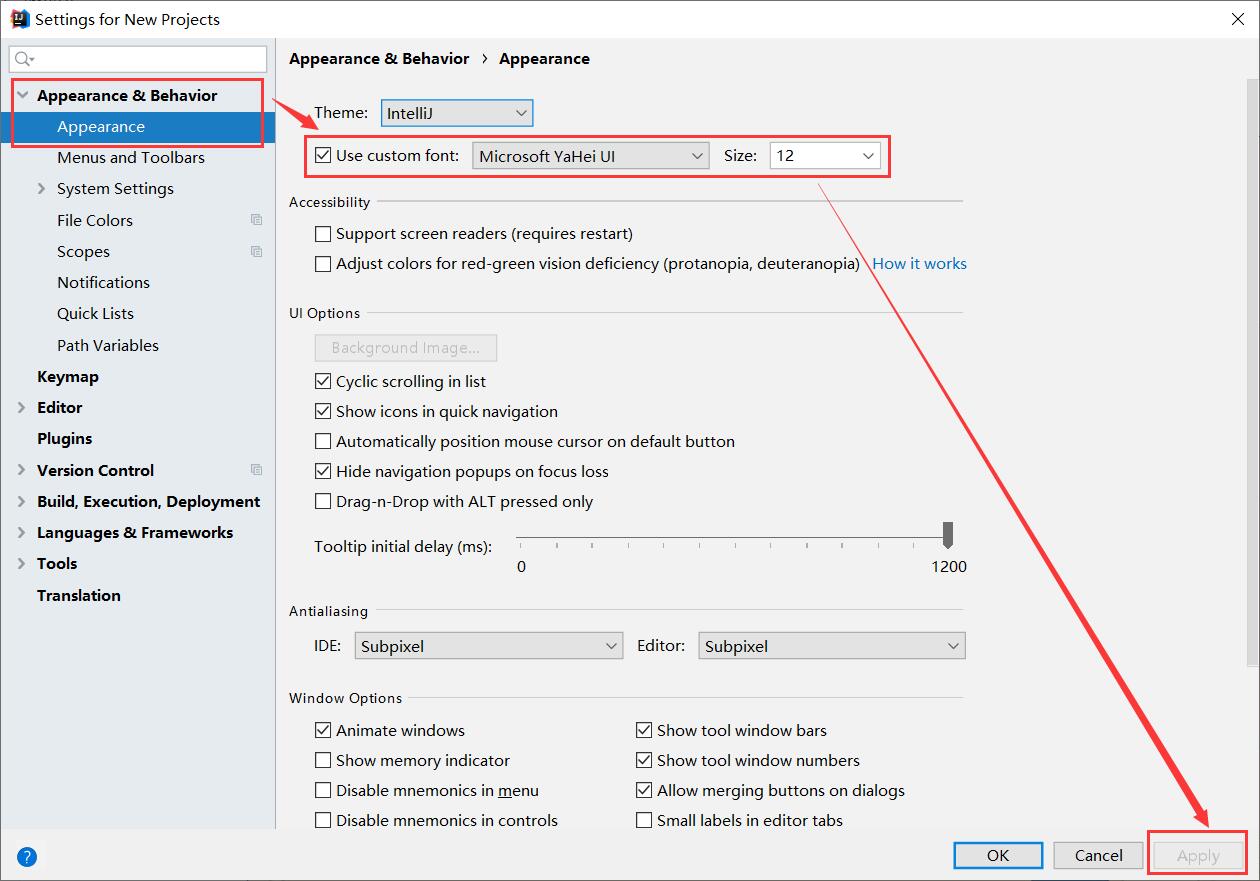 Settings for New Projects
Appearance & Behavior
Appearance
Menus and Toolbars
System Settings
File Colors
Scopes
Notifications
Quick Lists
Path Variables
Keymap
Editor
Plugins
Version Control
Build, Execution, Deployment
Languages & Frameworks
Tools
Translation
Appearance & Behavior › Appearance
Theme: IntelliJ
Use custom font: Microsoft YaHei UI Size: 12
Accessibility
Support screen readers (requires restart)
Adjust colors for red-green vision deficiency (protanopia, deuteranopia) How it works
UI Options
Background Image...
Cyclic scrolling in list
Show icons in quick navigation
Automatically position mouse cursor on default button
Hide navigation popups on focus loss
Drag-n-Drop with ALT pressed only
Tooltip initial delay (ms):
0 1200
Antialiasing
IDE: Subpixel Editor: Subpixel
Window Options
Animate windows Show tool window bars
Show memory indicator Show tool window numbers
Disable mnemonics in menu Allow merging buttons on dialogs
Disable mnemonics in controls Small labels in editor tabs
? OK Cancel Apply